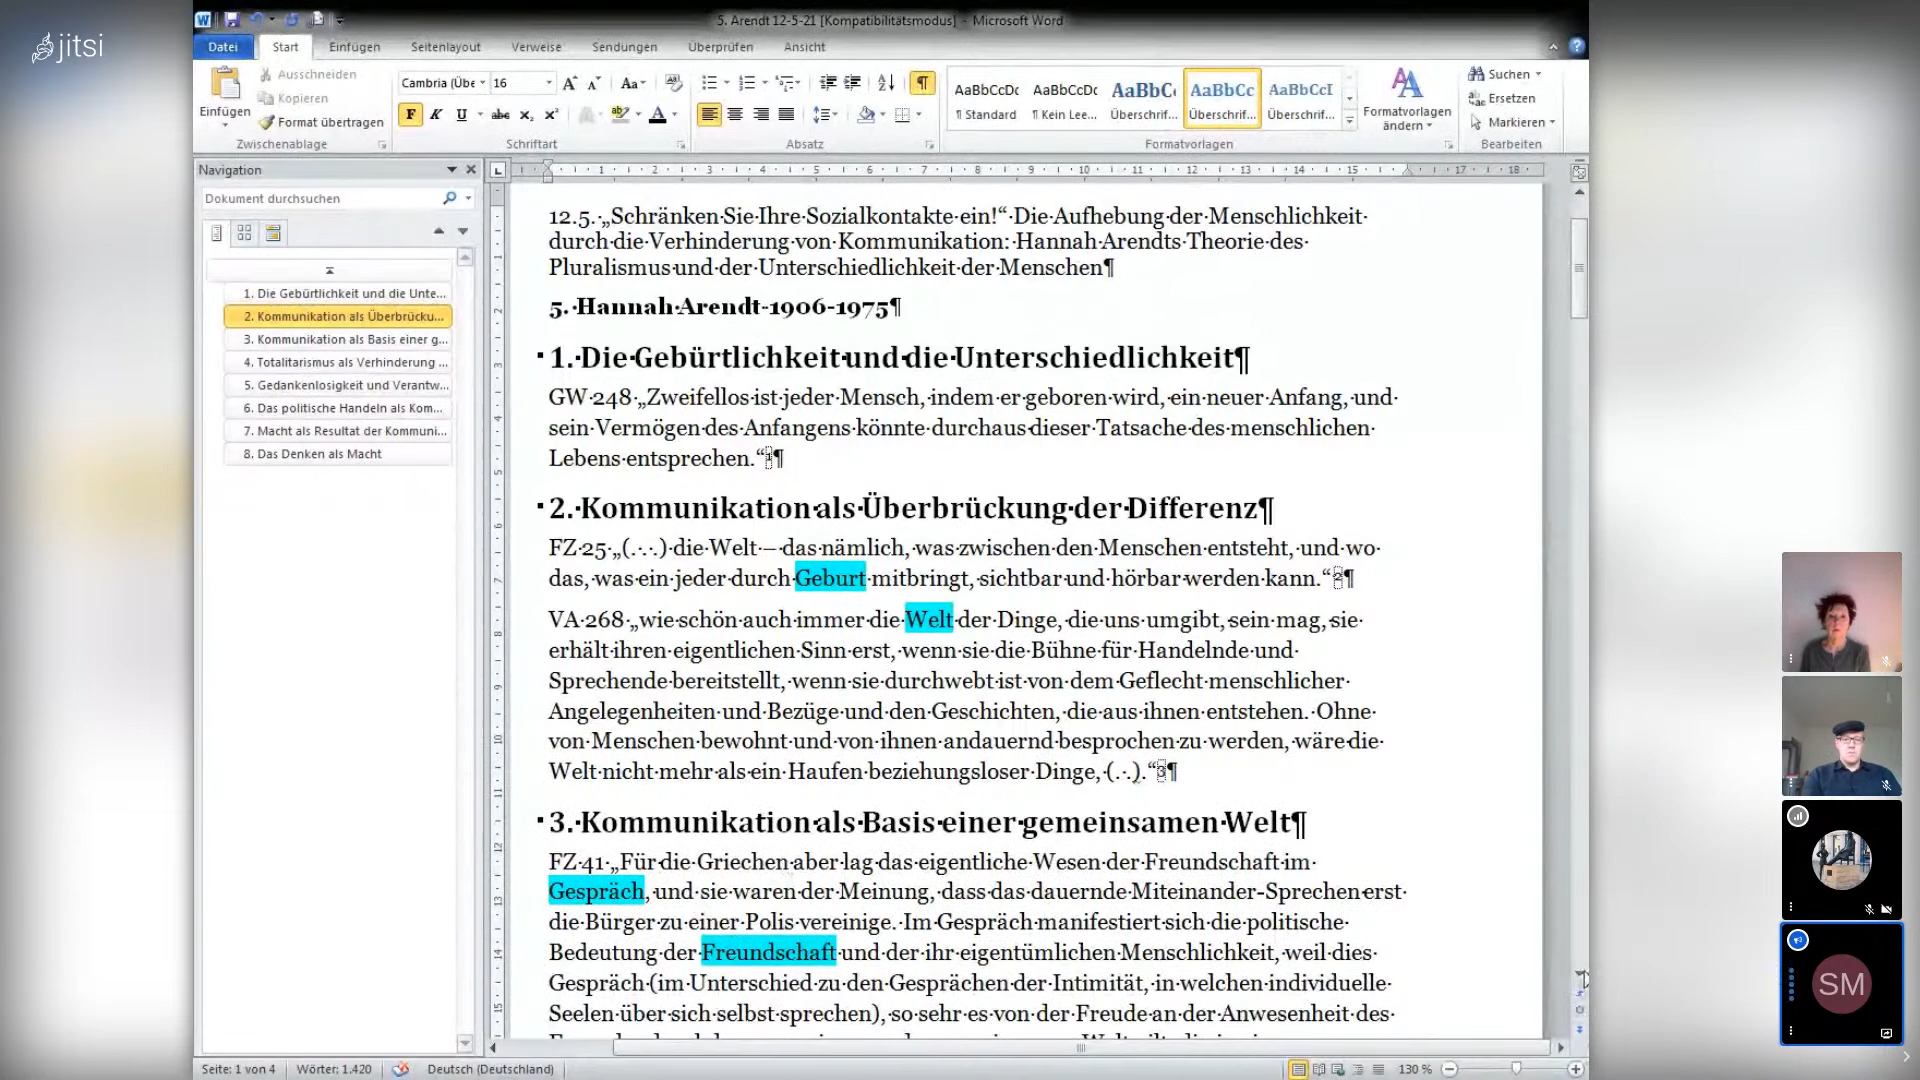 jitsi
5. Arendt 12-5-21 [Kompatibilitätsmodus] - Microsoft Word
Datei Start Einfügen Seitenlayout Verweise Sendungen Überprüfen Ansicht
Einfügen
Ausschneiden
Kopieren
Format übertragen
Zwischenablage
Cambria (Übe 16
Schriftart
Absatz
AaBbCcDc AaBbCcDc AaBbC AaBbCc AaBbCcI
¶ Standard ¶ Kein Lee... Überschrif... Überschrif... Überschrif...
Formatvorlagen ändern
Formatvorlagen
Suchen
Ersetzen
Markieren
Bearbeiten
Navigation
Dokument durchsuchen
1. Die Gebürtlichkeit und die Unte...
2. Kommunikation als Überbrücku...
3. Kommunikation als Basis einer g...
4. Totalitarismus als Verhinderung ...
5. Gedankenlosigkeit und Verantw...
6. Das politische Handeln als Kom...
7. Macht als Resultat der Kommuni...
8. Das Denken als Macht
12.5. „Schränken Sie Ihre Sozialkontakte ein!“ Die Aufhebung der Menschlichkeit
durch die Verhinderung von Kommunikation: Hannah Arendts Theorie des
Pluralismus und der Unterschiedlichkeit der Menschen¶
5. Hannah Arendt 1906-1975¶
1. Die Gebürtlichkeit und die Unterschiedlichkeit¶
GW 248 „Zweifellos ist jeder Mensch, indem er geboren wird, ein neuer Anfang, und
sein Vermögen des Anfangens könnte durchaus dieser Tatsache des menschlichen
Lebens entsprechen.“1¶
2. Kommunikation als Überbrückung der Differenz¶
FZ 25 „(. . .) die Welt – das nämlich, was zwischen den Menschen entsteht, und wo
das, was ein jeder durch Geburt mitbringt, sichtbar und hörbar werden kann.“2¶
VA 268 „wie schön auch immer die Welt der Dinge, die uns umgibt, sein mag, sie
erhält ihren eigentlichen Sinn erst, wenn sie die Bühne für Handelnde und
Sprechende bereitstellt, wenn sie durchwebt ist von dem Geflecht menschlicher
Angelegenheiten und Bezüge und den Geschichten, die aus ihnen entstehen. Ohne
von Menschen bewohnt und von ihnen andauernd besprochen zu werden, wäre die
Welt nicht mehr als ein Haufen beziehungsloser Dinge, (. .).“3¶
3. Kommunikation als Basis einer gemeinsamen Welt¶
FZ 41 „Für die Griechen aber lag das eigentliche Wesen der Freundschaft im
Gespräch, und sie waren der Meinung, dass das dauernde Miteinander-Sprechen erst
die Bürger zu einer Polis vereinige. Im Gespräch manifestiert sich die politische
Bedeutung der Freundschaft und der ihr eigentümlichen Menschlichkeit, weil dies
Gespräch (im Unterschied zu den Gesprächen der Intimität, in welchen individuelle
Seelen über sich selbst sprechen), so sehr es von der Freude an der Anwesenheit des
SM
Seite: 1 von 4 Wörter: 1.420 Deutsch (Deutschland) 130 %